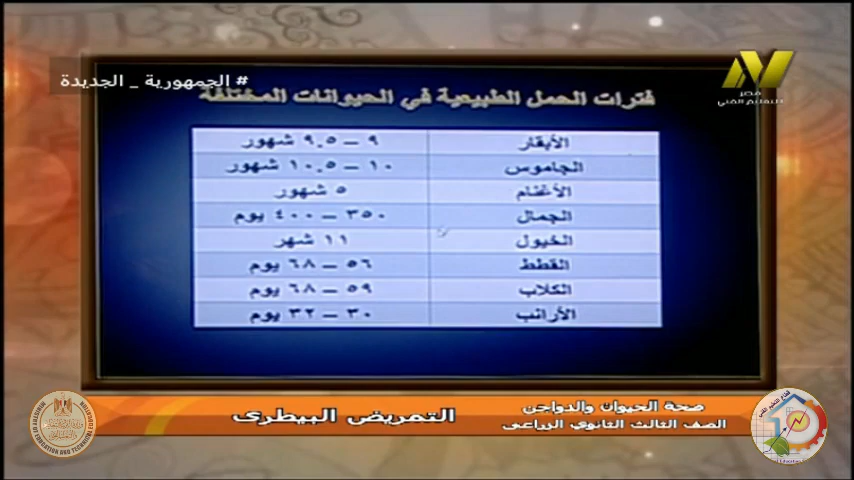 # الجمهورية _ الجديدة
مصر
التعليم الفني
فترات الحمل الطبيعية في الحيوانات المختلفة
الأبقار ٩ – ٩.٥ شهور
الجاموس ١٠ – ١٠.٥ شهور
الأغنام ٥ شهور
الجمال ٣٥٠ – ٤٠٠ يوم
الخيول ١١ شهر
القطط ٥٦ – ٦٨ يوم
الكلاب ٥٩ – ٦٨ يوم
الأرانب ٣٠ – ٣٢ يوم
صحة الحيوان والدواجن
الصف الثالث الثانوي الزراعى
التمريض البيطرى